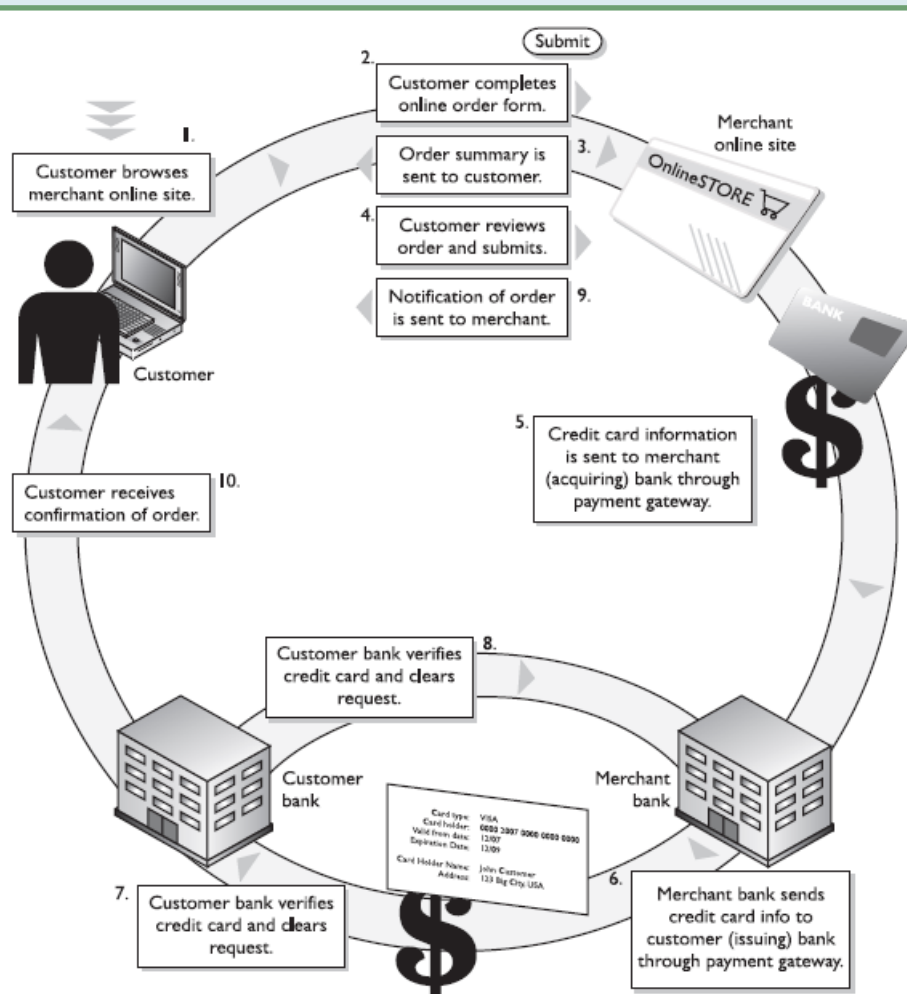 Submit
1.
Customer browses
merchant online site.
2.
Customer completes
online order form.
Order summary is
sent to customer.
3.
4.
Customer reviews
order and submits.
Notification of order
is sent to merchant.
9.
Merchant
online site
OnlineSTORE
BANK
Customer
5.
Credit card information
is sent to merchant
(acquiring) bank through
payment gateway.
Customer receives
confirmation of order.
10.
Customer bank verifies
credit card and clears
request.
8.
Customer
bank
Merchant
bank
Card type: VISA
Card holder: 0000 2007 0000 0000 0000
Valid from date: 12/07
Expiration Date: 12/09
Card Holder Name: John Customer
Address: 123 Big City, USA
$
$
7.
Customer bank verifies
credit card and clears
request.
6.
Merchant bank sends
credit card info to
customer (issuing) bank
through payment gateway.